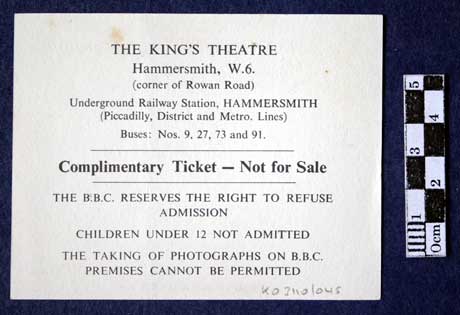 THE KING'S THEATRE
Hammersmith, W.6.
(corner of Rowan Road)
Underground Railway Station, HAMMERSMITH
(Piccadilly, District and Metro. Lines)
Buses: Nos. 9, 27, 73 and 91.
Complimentary Ticket — Not for Sale
THE B.B.C. RESERVES THE RIGHT TO REFUSE
ADMISSION
CHILDREN UNDER 12 NOT ADMITTED
THE TAKING OF PHOTOGRAPHS ON B.B.C.
PREMISES CANNOT BE PERMITTED
5
3
2
1
0cm